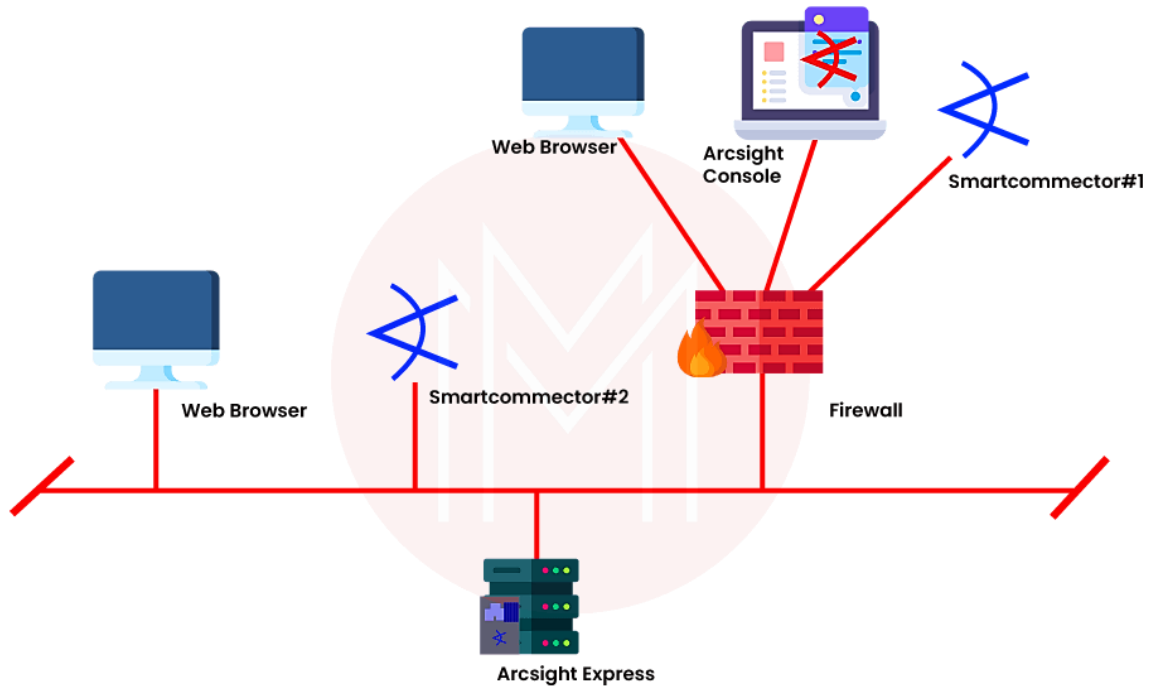 Web Browser
Arcsight
Console
Smartcommector#1
Web Browser
Smartcommector#2
Firewall
Arcsight Express